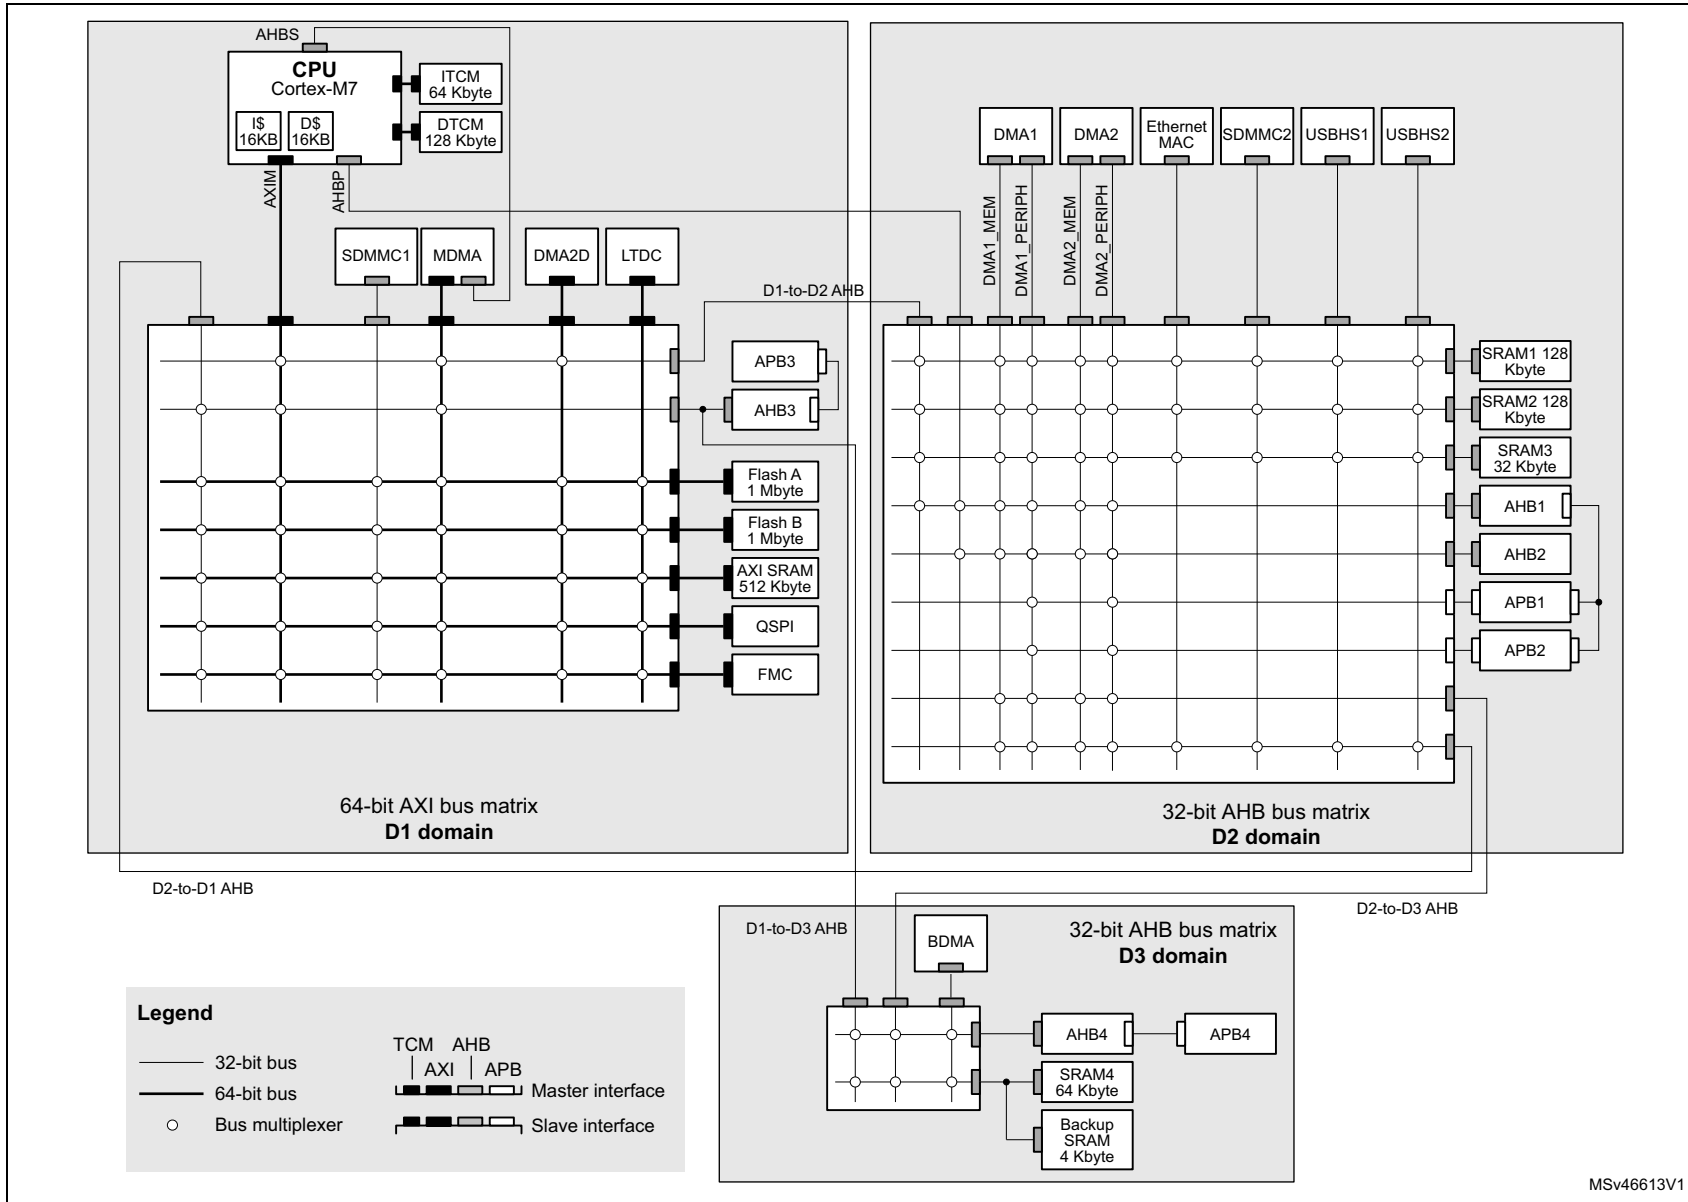 AHBS
CPU
Cortex-M7
I$
16KB
D$
16KB
ITCM
64 Kbyte
DTCM
128 Kbyte
AXIM
AHBP
SDMMC1
MDMA
DMA2D
LTDC
D1-to-D2 AHB
APB3
AHB3
Flash A
1 Mbyte
Flash B
1 Mbyte
AXI SRAM
512 Kbyte
QSPI
FMC
64-bit AXI bus matrix
D1 domain
DMA1
DMA2
Ethernet
MAC
SDMMC2
USBHS1
USBHS2
DMA1_MEM
DMA1_PERIPH
DMA2_MEM
DMA2_PERIPH
SRAM1 128
Kbyte
SRAM2 128
Kbyte
SRAM3
32 Kbyte
AHB1
AHB2
APB1
APB2
32-bit AHB bus matrix
D2 domain
D2-to-D1 AHB
D2-to-D3 AHB
D1-to-D3 AHB
BDMA
32-bit AHB bus matrix
D3 domain
AHB4
APB4
SRAM4
64 Kbyte
Backup
SRAM
4 Kbyte
Legend
32-bit bus
64-bit bus
Bus multiplexer
TCM
AHB
AXI
APB
Master interface
Slave interface
MSv46613V1